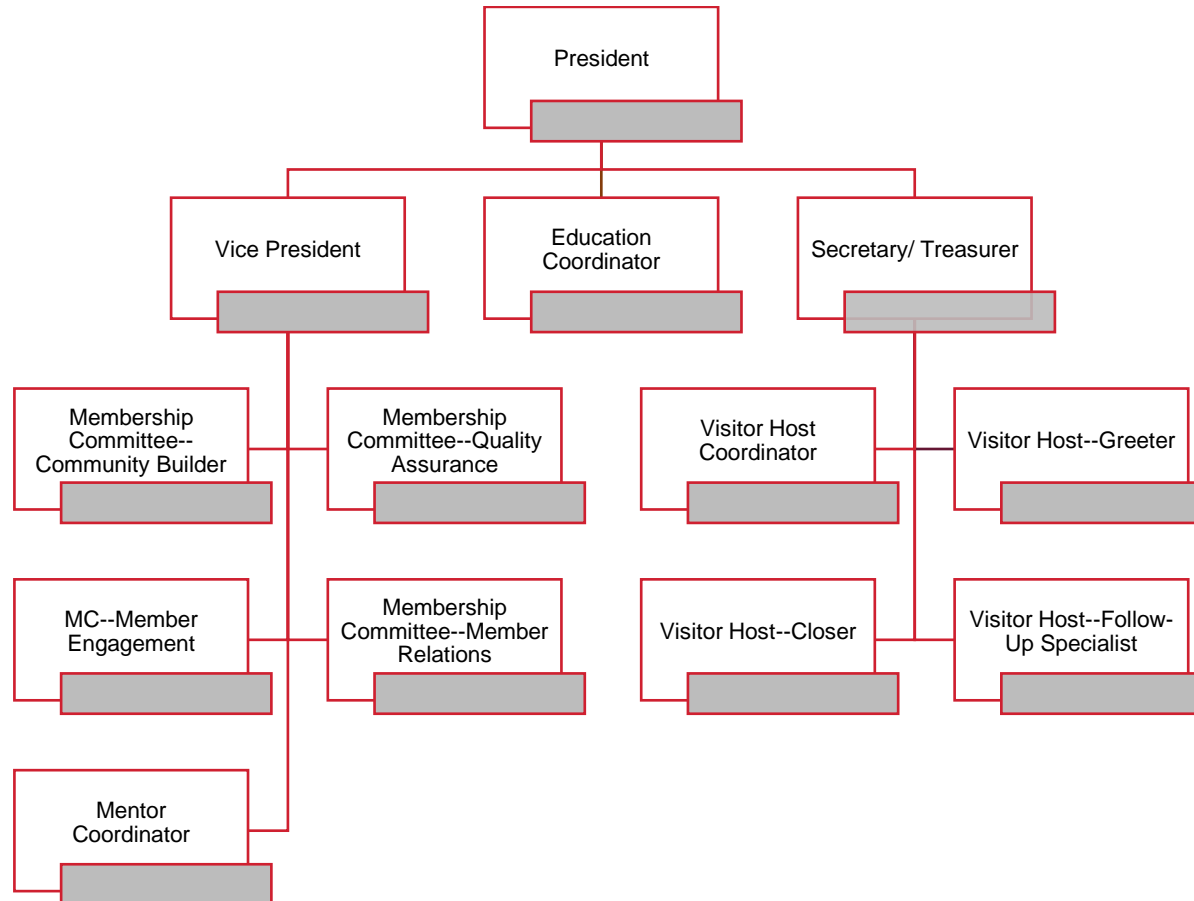 President
Vice President
Education
Coordinator
Secretary/ Treasurer
Membership
Committee--
Community Builder
Membership
Committee--Quality
Assurance
Visitor Host
Coordinator
Visitor Host--Greeter
MC--Member
Engagement
Membership
Committee--Member
Relations
Visitor Host--Closer
Visitor Host--Follow-
Up Specialist
Mentor
Coordinator